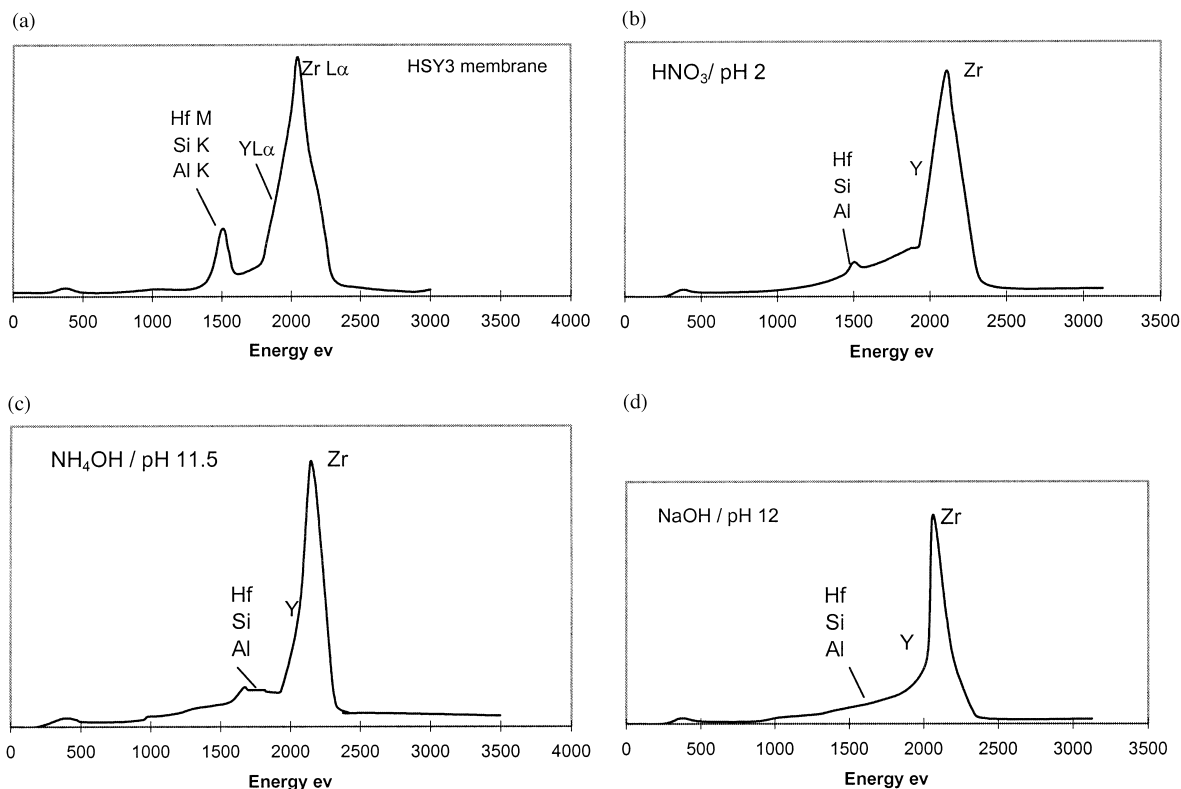 (a)
Zr Lα
HSY3 membrane
Hf M
Si K
Al K
YLα
0 500 1000 1500 2000 2500 3000 3500 4000
Energy ev
(b)
HNO₃/ pH 2
Zr
Y
Hf
Si
Al
0 500 1000 1500 2000 2500 3000 3500
Energy ev
(c)
NH₄OH / pH 11.5
Zr
Hf
Si
Al
Y
0 500 1000 1500 2000 2500 3000 3500 4000
Energy ev
(d)
NaOH / pH 12
Zr
Hf
Si
Al
Y
0 500 1000 1500 2000 2500 3000 3500
Energy ev